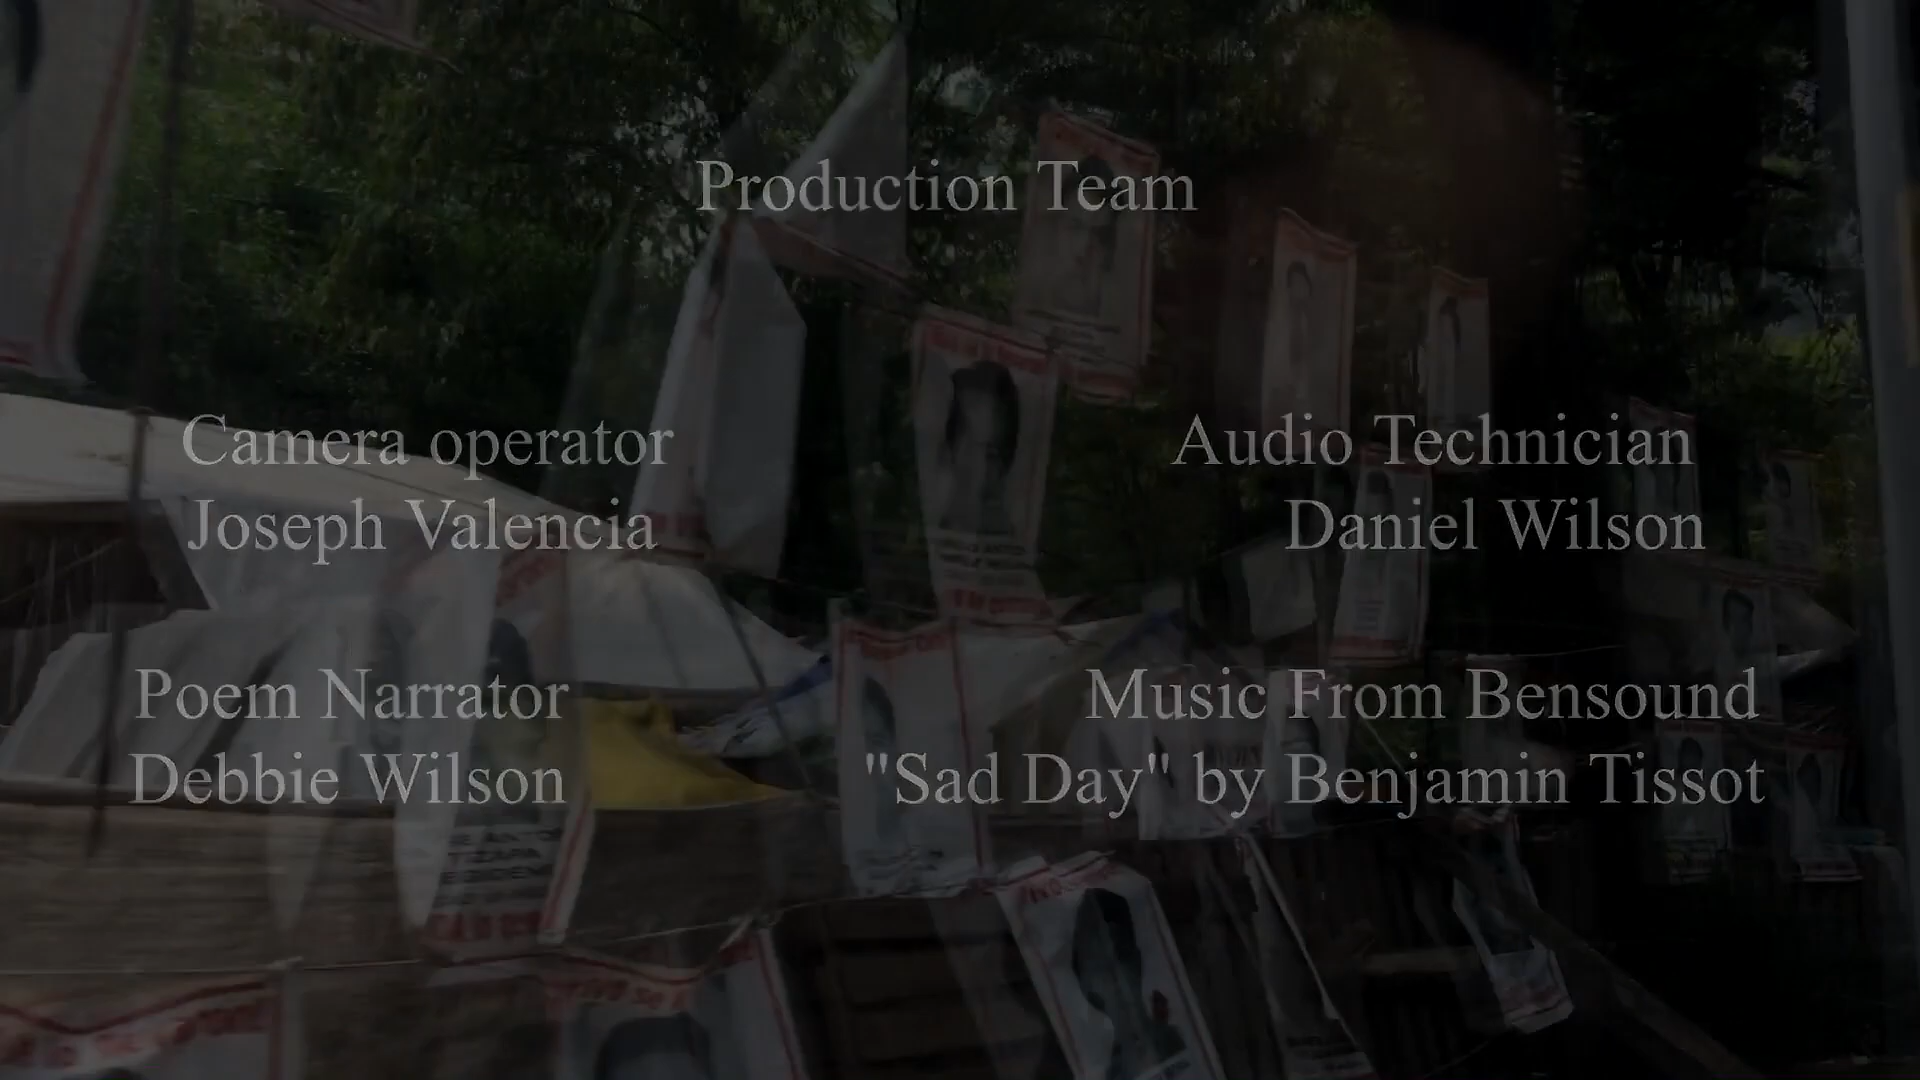 Production Team
Camera operator
Joseph Valencia
Audio Technician
Daniel Wilson
Poem Narrator
Debbie Wilson
Music From Bensound
"Sad Day" by Benjamin Tissot
TIZAPA